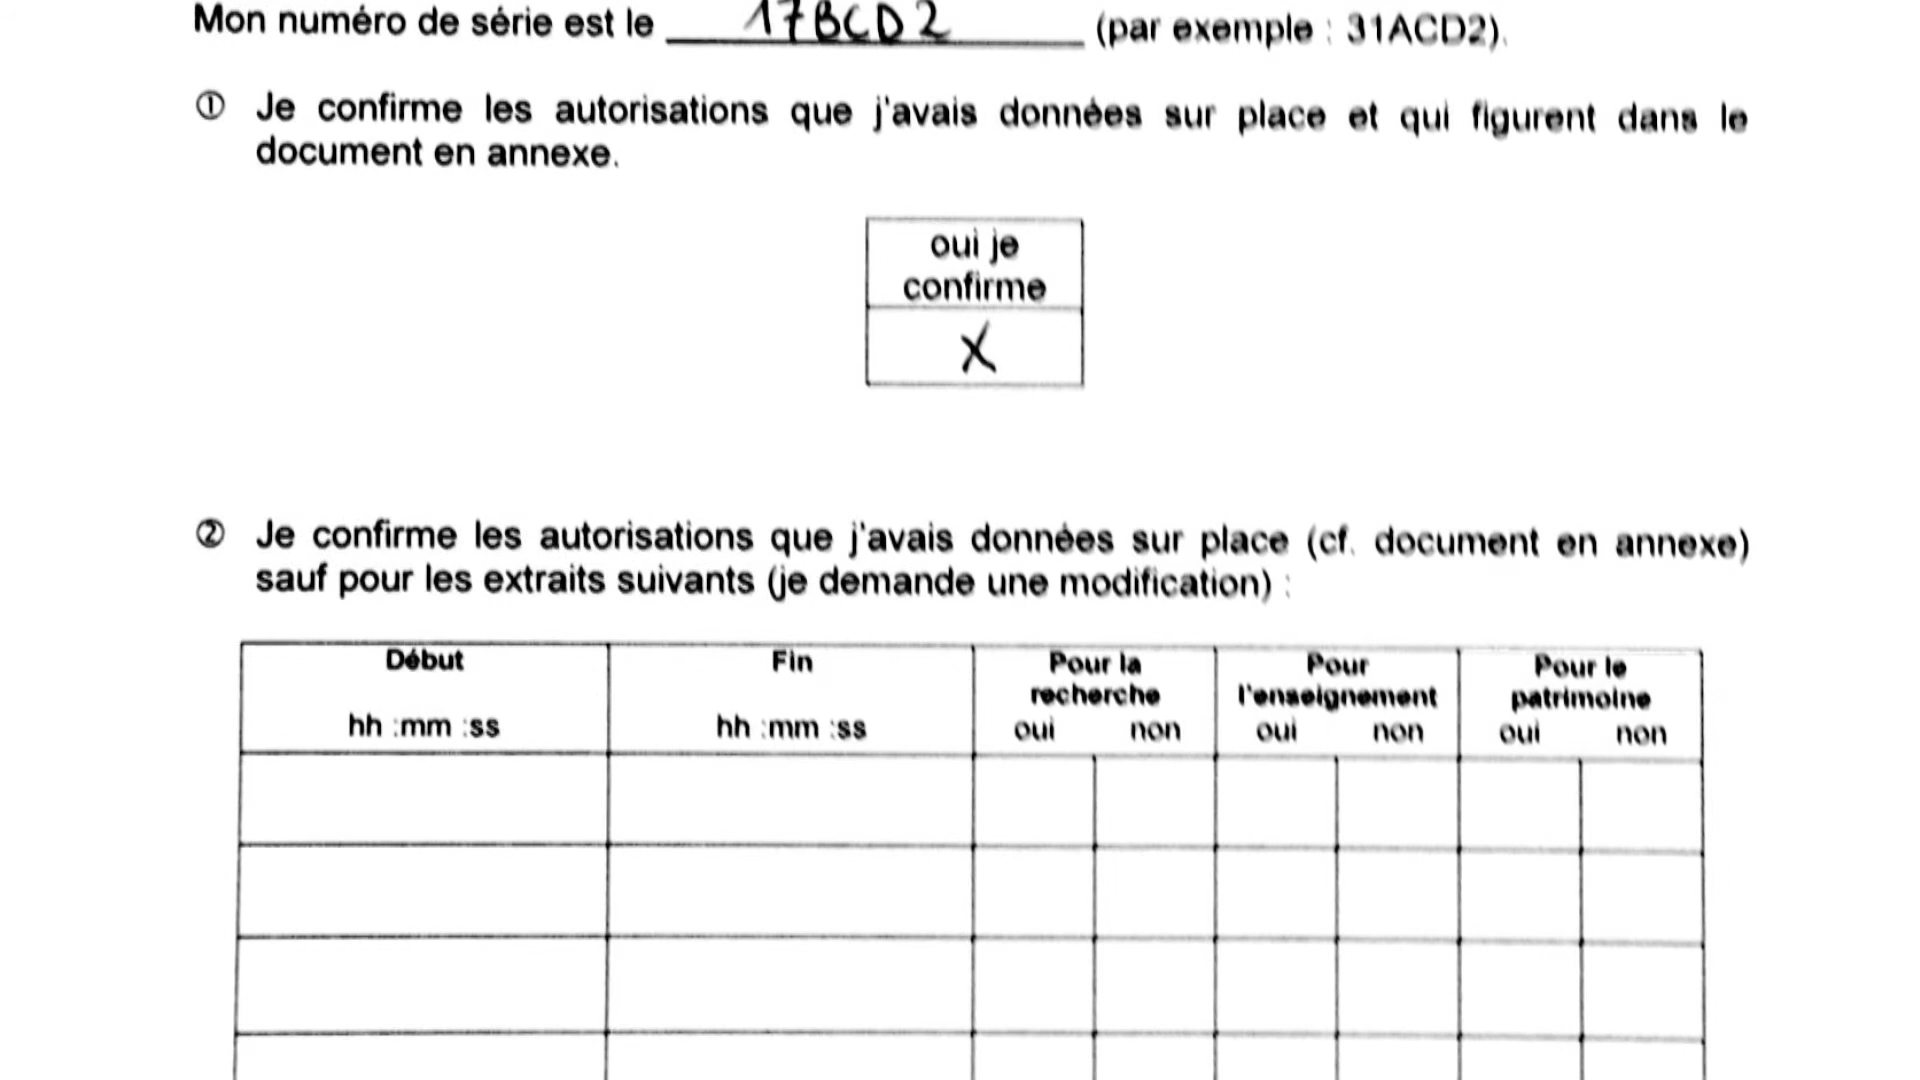 Mon numéro de série est le 17BCD2 (par exemple : 31ACD2).
① Je confirme les autorisations que j'avais données sur place et qui figurent dans le
document en annexe.
oui je
confirme
X
② Je confirme les autorisations que j'avais données sur place (cf. document en annexe)
sauf pour les extraits suivants (je demande une modification) :
Début Fin Pour la Pour Pour le
recherche l'enseignement patrimoine
hh :mm :ss hh :mm :ss oui non oui non oui non